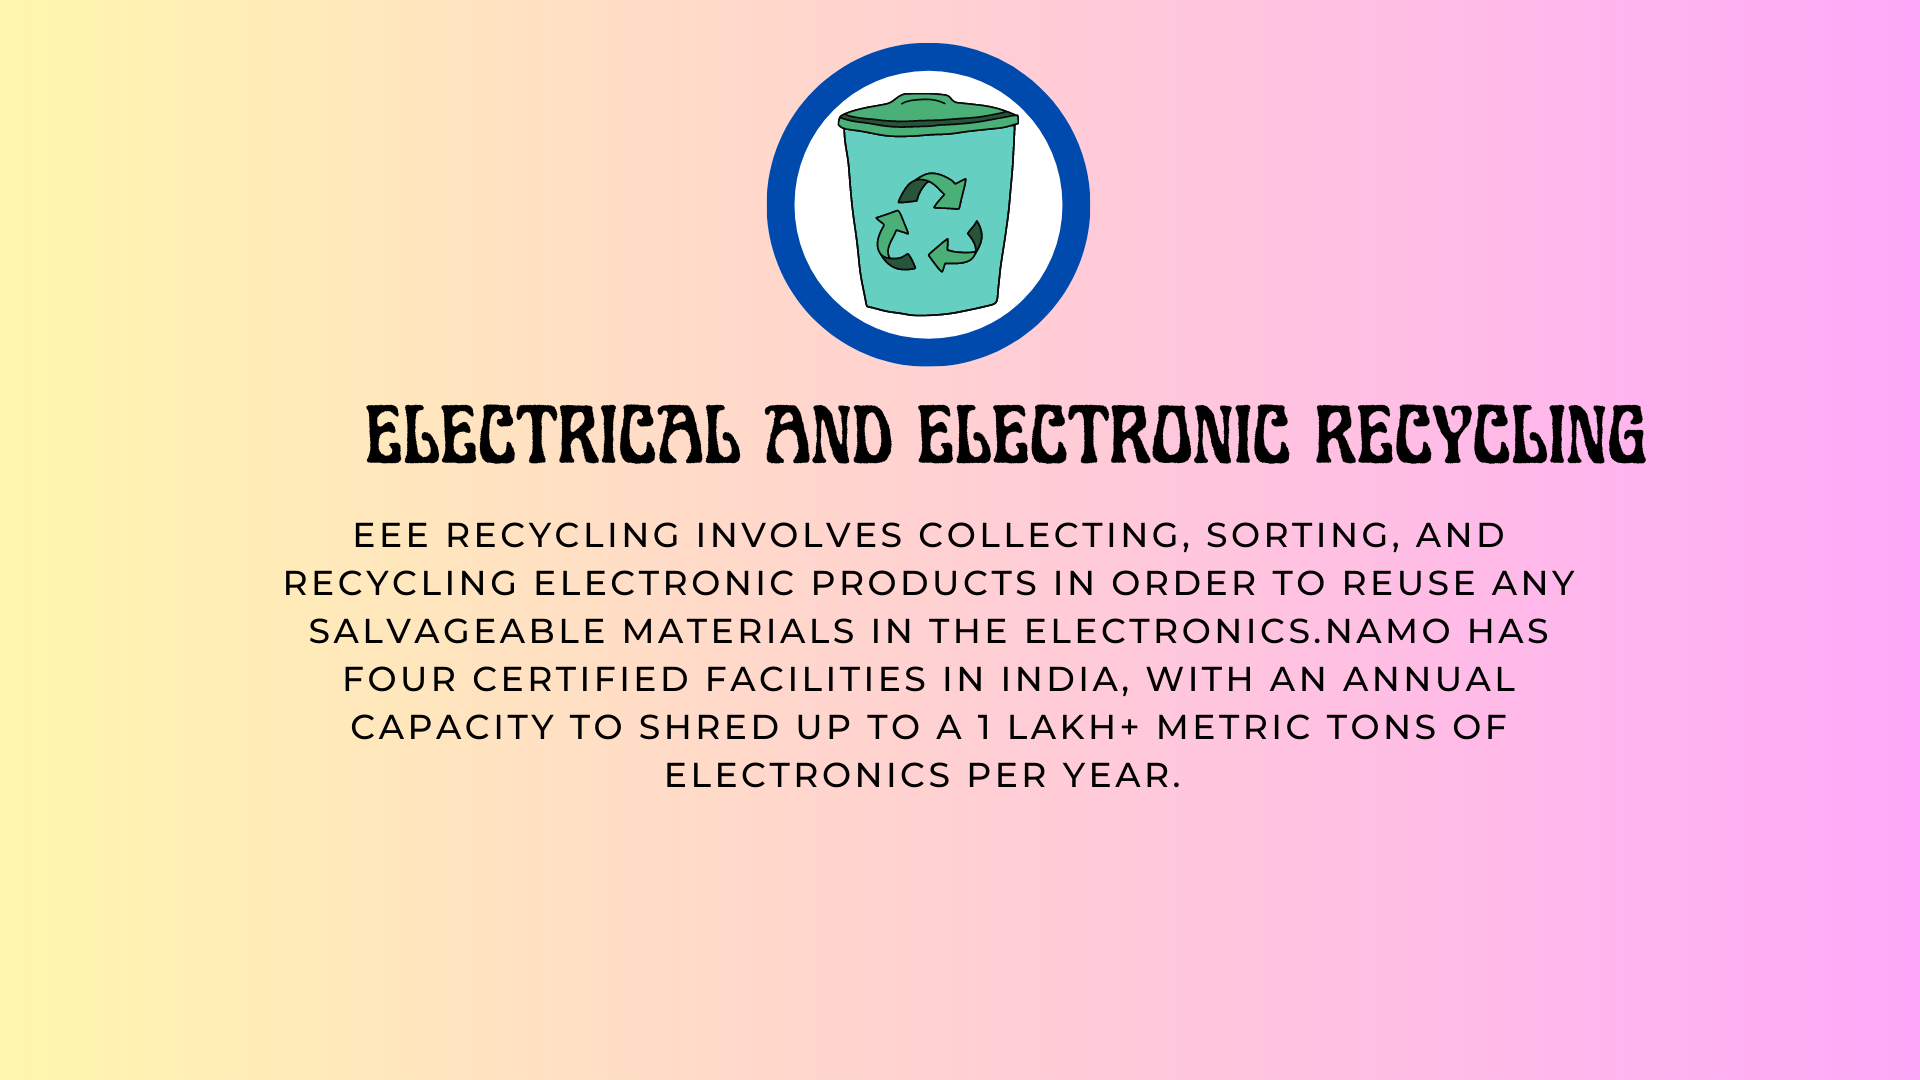 ELECTRICAL AND ELECTRONIC RECYCLING
EEE RECYCLING INVOLVES COLLECTING, SORTING, AND
RECYCLING ELECTRONIC PRODUCTS IN ORDER TO REUSE ANY
SALVAGEABLE MATERIALS IN THE ELECTRONICS.NAMO HAS
FOUR CERTIFIED FACILITIES IN INDIA, WITH AN ANNUAL
CAPACITY TO SHRED UP TO A 1 LAKH+ METRIC TONS OF
ELECTRONICS PER YEAR.